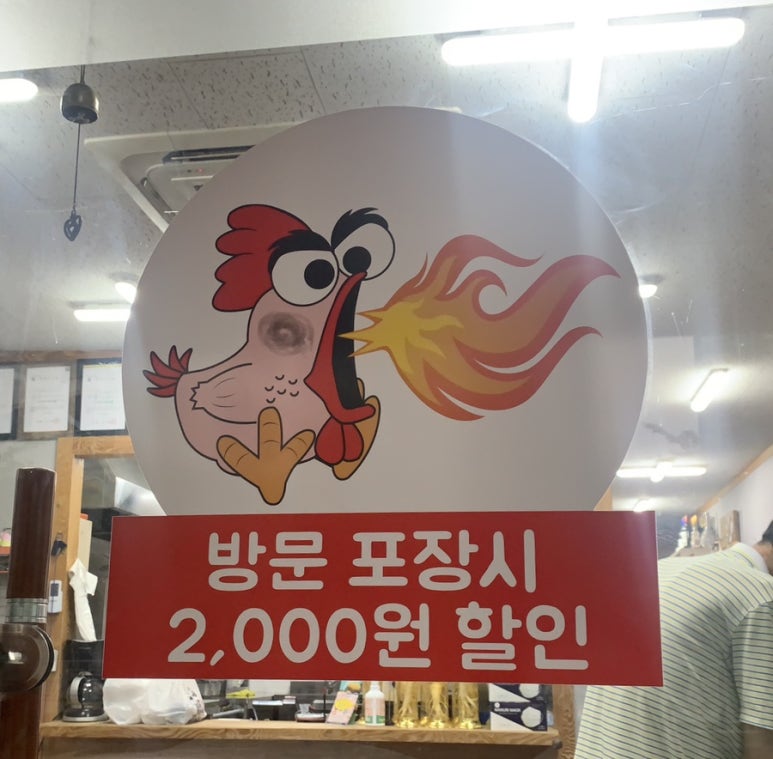 방문 포장시
2,000원 할인